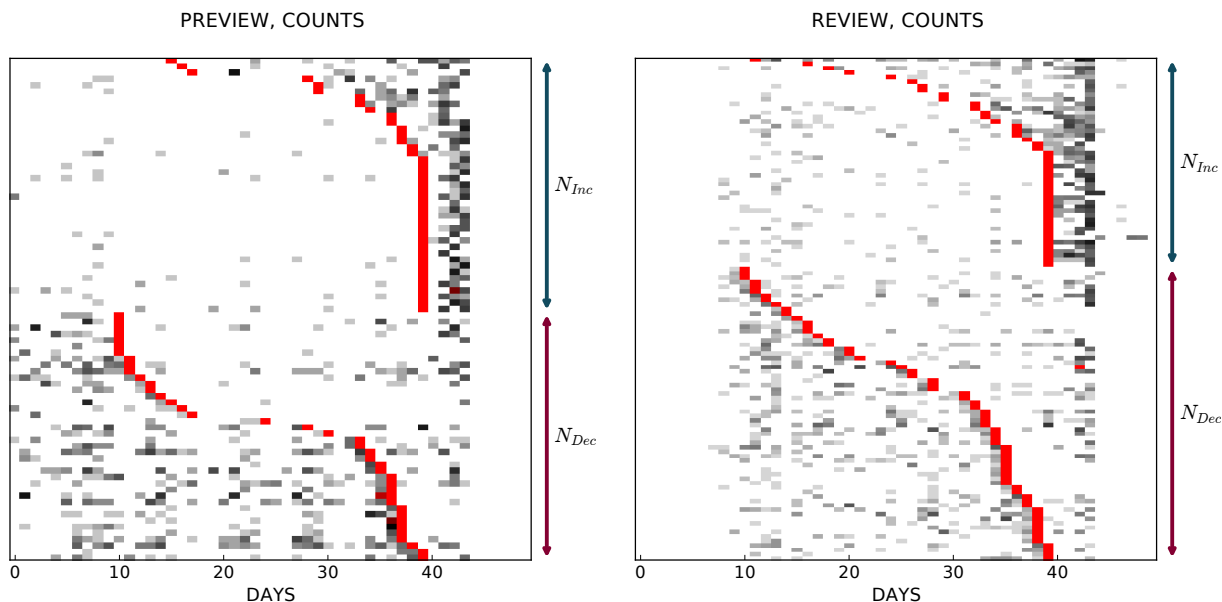 PREVIEW, COUNTS
N_Inc
N_Dec
0 10 20 30 40
DAYS
REVIEW, COUNTS
N_Inc
N_Dec
0 10 20 30 40
DAYS